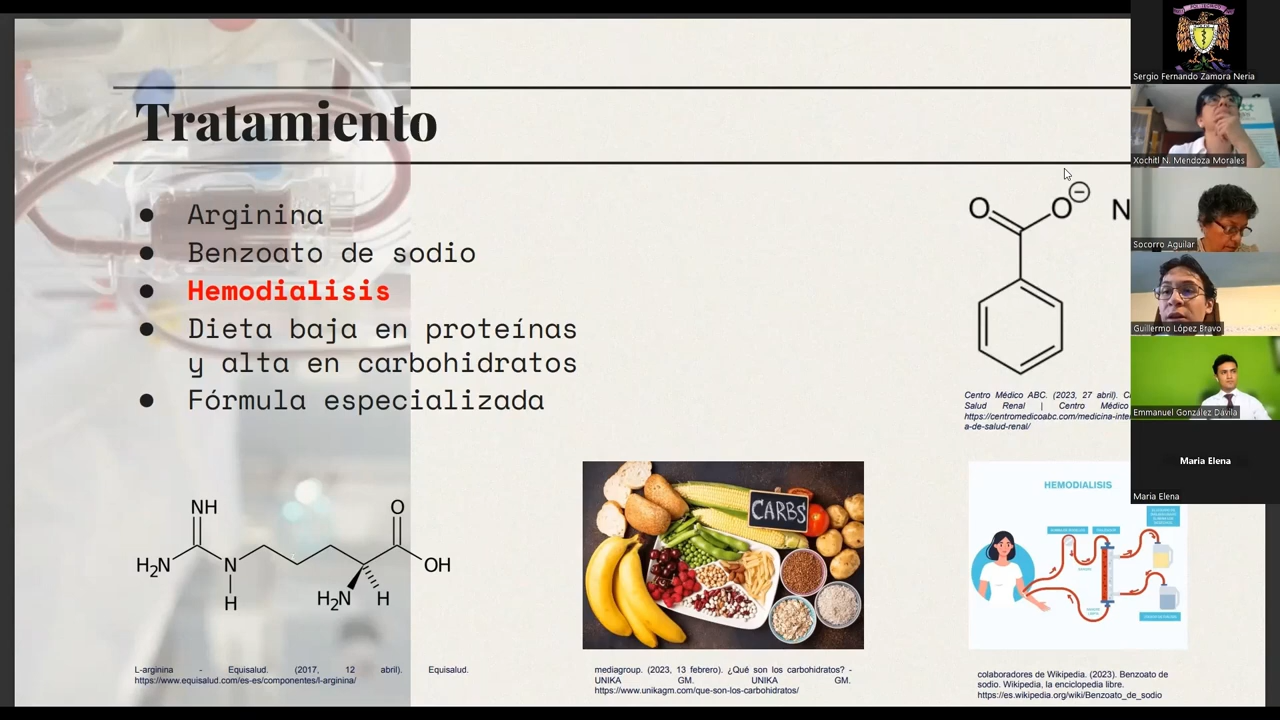 Tratamiento
● Arginina
● Benzoato de sodio
● Hemodialisis
● Dieta baja en proteínas
y alta en carbohidratos
● Fórmula especializada
O
O
N
Centro Médico ABC. (2023, 27 abril).
Salud Renal | Centro Médico
https://centromedicoabc.com/medicina-inter
a-de-salud-renal/
NH
O
H2N
N
OH
H
H2N
H
L-arginina - Equisalud. (2017, 12 abril). Equisalud.
https://www.equisalud.com/es-es/componentes/l-arginina/
CARBS
mediagroup. (2023, 13 febrero). ¿Qué son los carbohidratos? -
UNIKA GM. UNIKA GM.
https://www.unikagm.com/que-son-los-carbohidratos/
HEMODIALISIS
colaboradores de Wikipedia. (2023). Benzoato de
sodio. Wikipedia, la enciclopedia libre.
https://es.wikipedia.org/wiki/Benzoato_de_sodio
Sergio Fernando Zamora Neria
Xochitl N. Mendoza Morales
Socorro Aguilar
Guillermo López Bravo
Emmanuel González Dávila
Maria Elena
Maria Elena